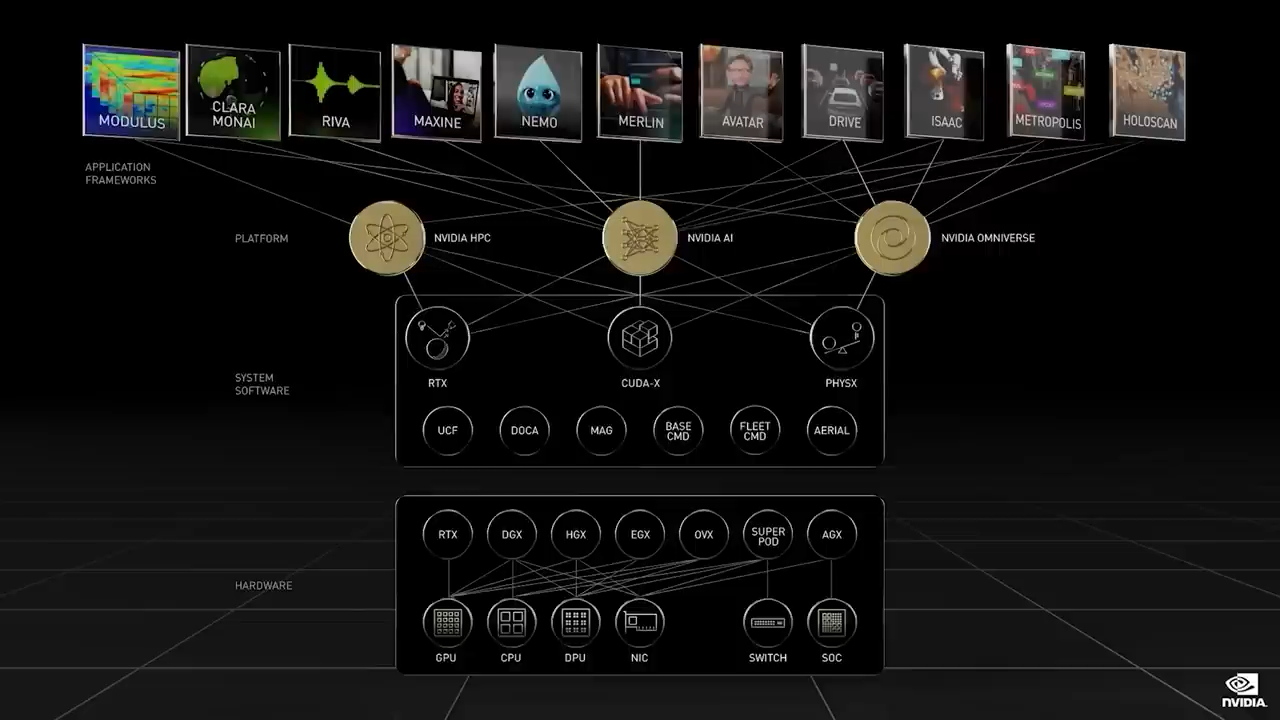 MODULUS
CLARA
MONAI
RIVA
MAXINE
NEMO
MERLIN
AVATAR
DRIVE
ISAAC
METROPOLIS
HOLOSCAN
APPLICATION
FRAMEWORKS
PLATFORM
NVIDIA HPC
NVIDIA AI
NVIDIA OMNIVERSE
SYSTEM
SOFTWARE
RTX
CUDA-X
PHYSX
UCF
DOCA
MAG
BASE
CMD
FLEET
CMD
AERIAL
HARDWARE
RTX
DGX
HGX
EGX
OVX
SUPER
POD
AGX
GPU
CPU
DPU
NIC
SWITCH
SOC
NVIDIA.